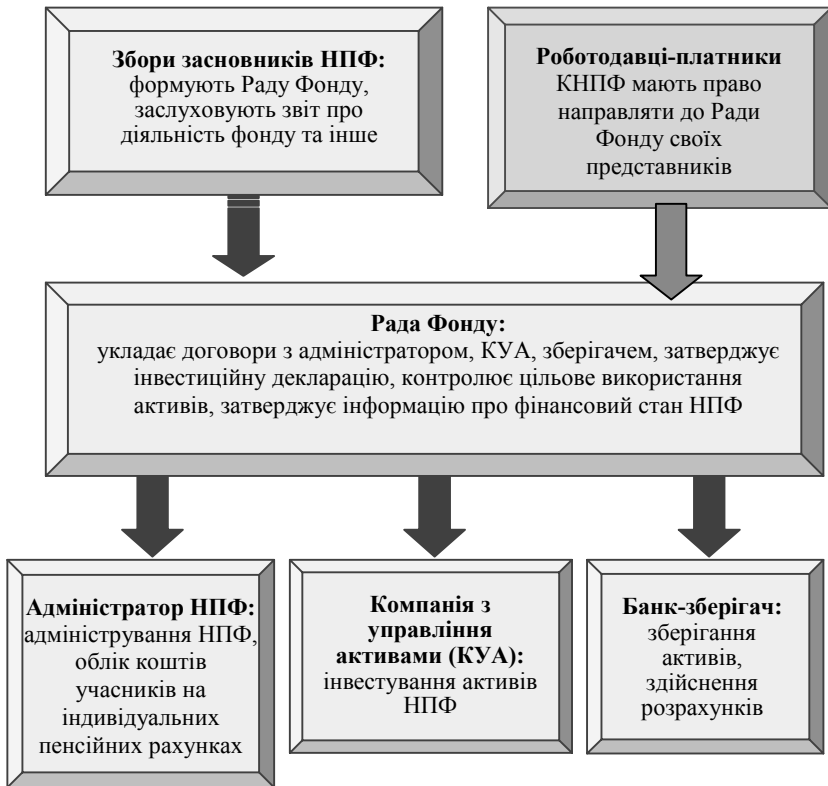 Збори засновників НПФ:
формують Раду Фонду,
заслуховують звіт про
діяльність фонду та інше
Роботодавці-платники
КНПФ мають право
направляти до Ради
Фонду своїх
представників
Рада Фонду:
укладає договори з адміністратором, КУА, зберігачем, затверджує
інвестиційну декларацію, контролює цільове використання
активів, затверджує інформацію про фінансовий стан НПФ
Адміністратор НПФ:
адміністрування НПФ,
облік коштів
учасників на
індивідуальних
пенсійних рахунках
Компанія з
управління
активами (КУА):
інвестування активів
НПФ
Банк-зберігач:
зберігання
активів,
здійснення
розрахунків